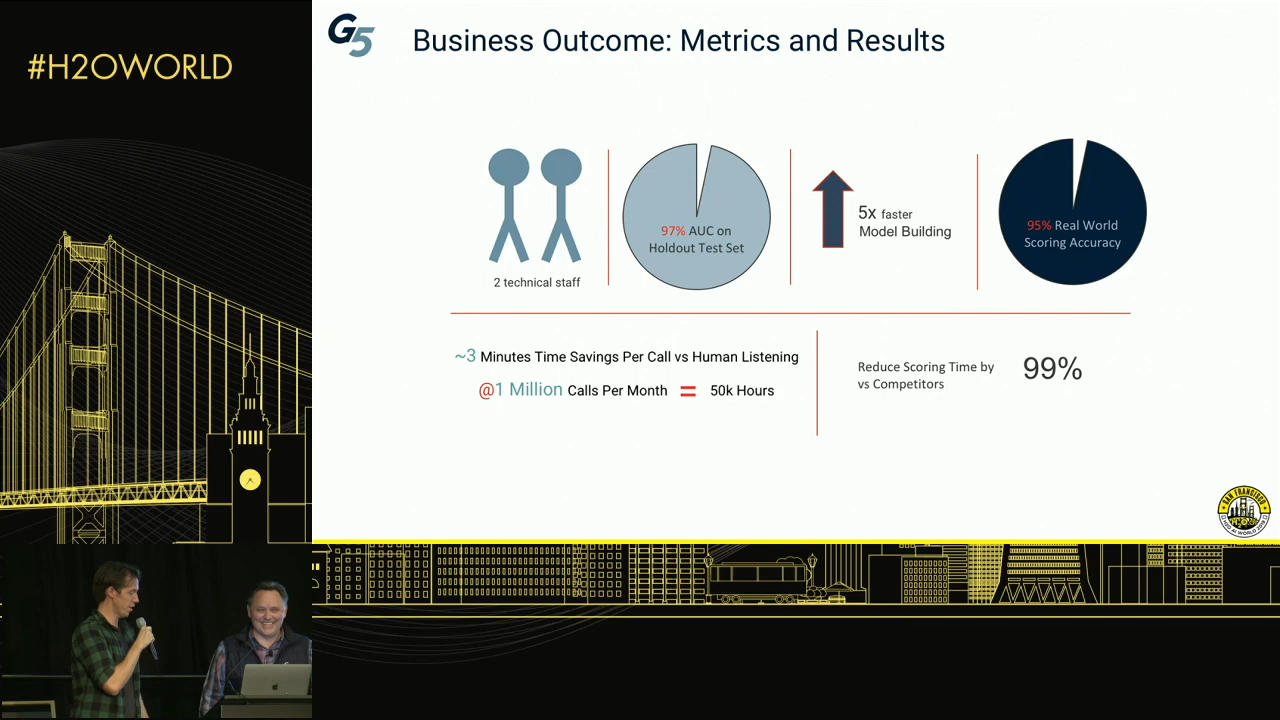 #H2OWORLD
G5
Business Outcome: Metrics and Results
2 technical staff
97% AUC on
Holdout Test Set
5x faster
Model Building
95% Real World
Scoring Accuracy
~3 Minutes Time Savings Per Call vs Human Listening
@1 Million Calls Per Month = 50k Hours
Reduce Scoring Time by
vs Competitors
99%
SAN FRANCISCO